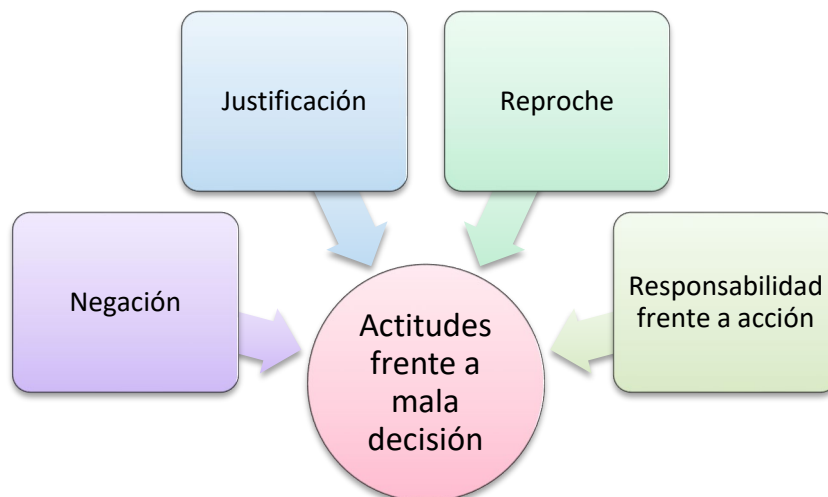 Justificación
Reproche
Negación
Responsabilidad
frente a acción
Actitudes
frente a
mala
decisión